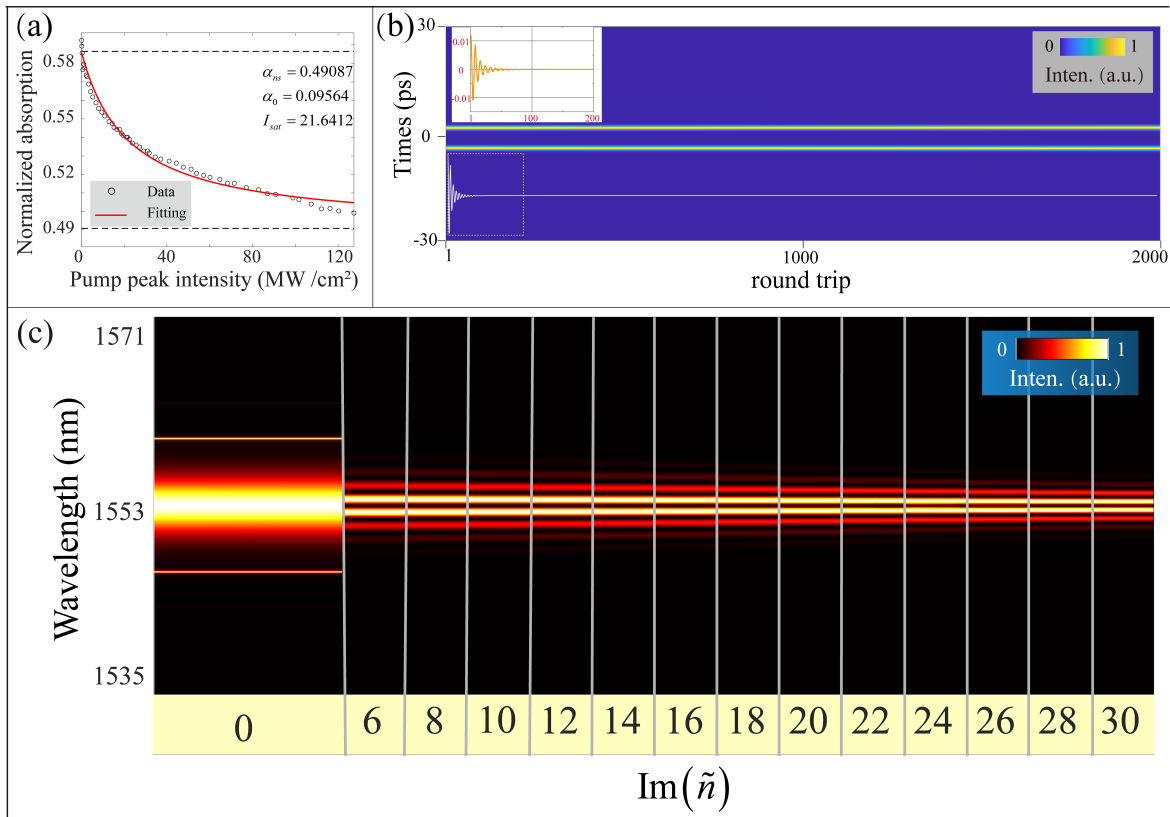 (a)
Normalized absorption
0.58
0.55
0.52
0.49
α_ns = 0.49087
α_0 = 0.09564
I_sat = 21.6412
Data
Fitting
0 40 80 120
Pump peak intensity (MW /cm²)
(b)
Times (ps)
30
0
-30
0.01
0
-0.01
0 100 200
0 1
Inten. (a.u.)
1 1000 2000
round trip
(c)
Wavelength (nm)
1571
1553
1535
0 1
Inten. (a.u.)
0 6 8 10 12 14 16 18 20 22 24 26 28 30
Im(ñ)